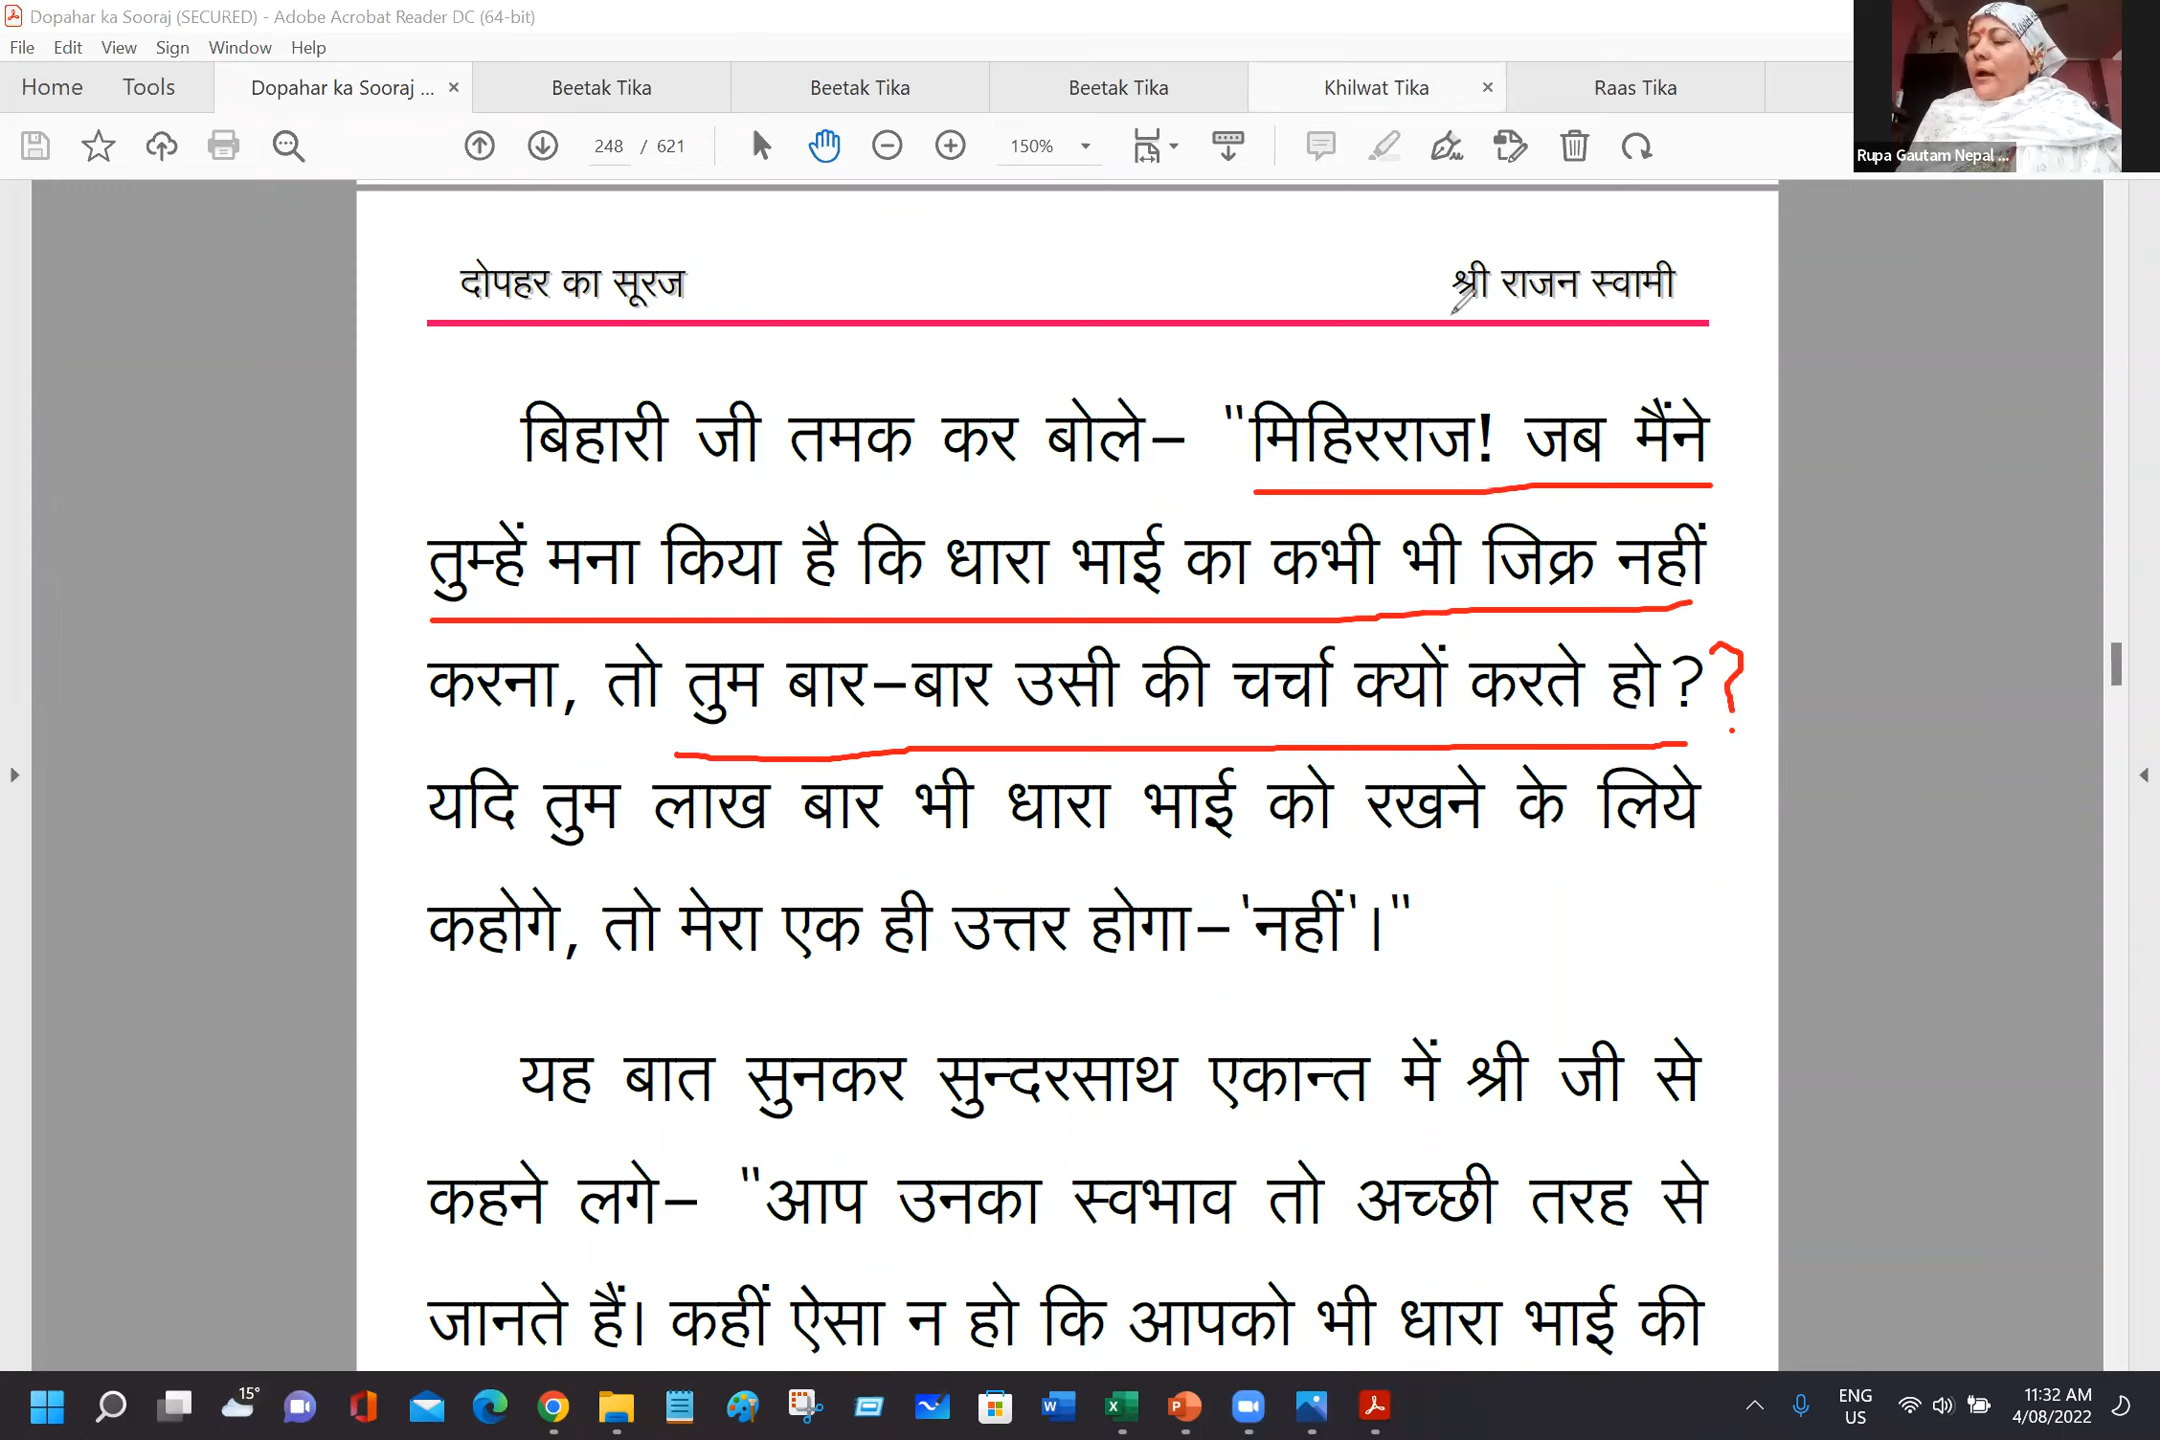 Dopahar ka Sooraj (SECURED) - Adobe Acrobat Reader DC (64-bit)
File Edit View Sign Window Help
Home Tools Dopahar ka Sooraj ... × Beetak Tika Beetak Tika Beetak Tika Khilwat Tika × Raas Tika
248 / 621 150%
Rupa Gautam Nepal ...
दोपहर का सूरज श्री राजन स्वामी
बिहारी जी तमक कर बोले– "मिहिरराज! जब मैंने
तुम्हें मना किया है कि धारा भाई का कभी भी जिक्र नहीं
करना, तो तुम बार–बार उसी की चर्चा क्यों करते हो? ?
यदि तुम लाख बार भी धारा भाई को रखने के लिये
कहोगे, तो मेरा एक ही उत्तर होगा– 'नहीं'।"
यह बात सुनकर सुन्दरसाथ एकान्त में श्री जी से
कहने लगे– "आप उनका स्वभाव तो अच्छी तरह से
जानते हैं। कहीं ऐसा न हो कि आपको भी धारा भाई की
15°
ENG
US
11:32 AM
4/08/2022